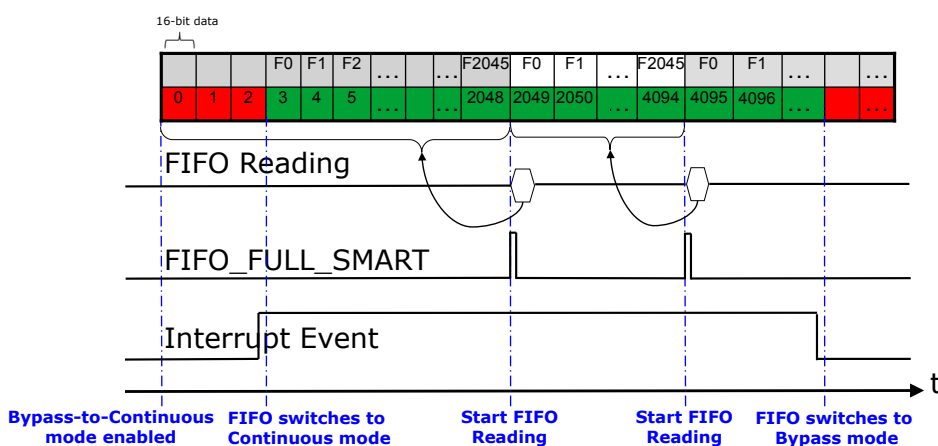 16-bit data
F0 F1 F2 ... ... F2045 F0 F1 ... F2045 F0 F1 ... ...
0 1 2 3 4 5 ... ... 2048 2049 2050 ... 4094 4095 4096 ... ...
FIFO Reading
FIFO_FULL_SMART
Interrupt Event
t
Bypass-to-Continuous mode enabled
FIFO switches to Continuous mode
Start FIFO Reading
Start FIFO Reading
FIFO switches to Bypass mode